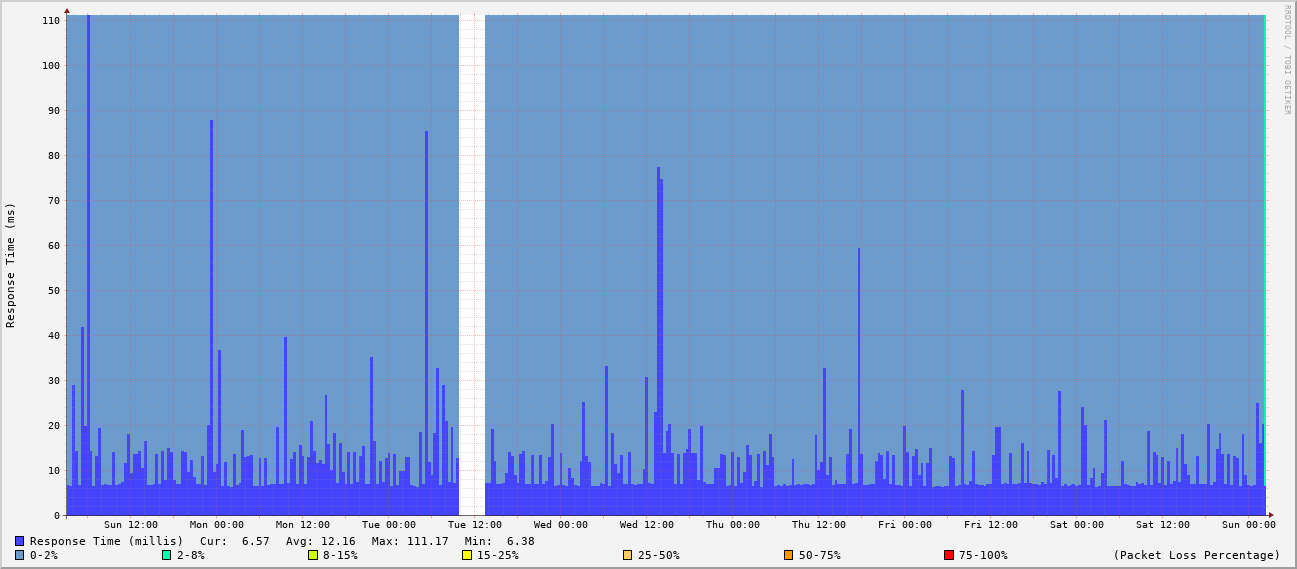 RRDTOOL / TOBI OETIKER
Response Time (ms)
110
100
90
80
70
60
50
40
30
20
10
0
Sun 12:00 Mon 00:00 Mon 12:00 Tue 00:00 Tue 12:00 Wed 00:00 Wed 12:00 Thu 00:00 Thu 12:00 Fri 00:00 Fri 12:00 Sat 00:00 Sat 12:00 Sun 00:00
Response Time (millis) Cur: 6.57 Avg: 12.16 Max: 111.17 Min: 6.38
0-2% 2-8% 8-15% 15-25% 25-50% 50-75% 75-100% (Packet Loss Percentage)